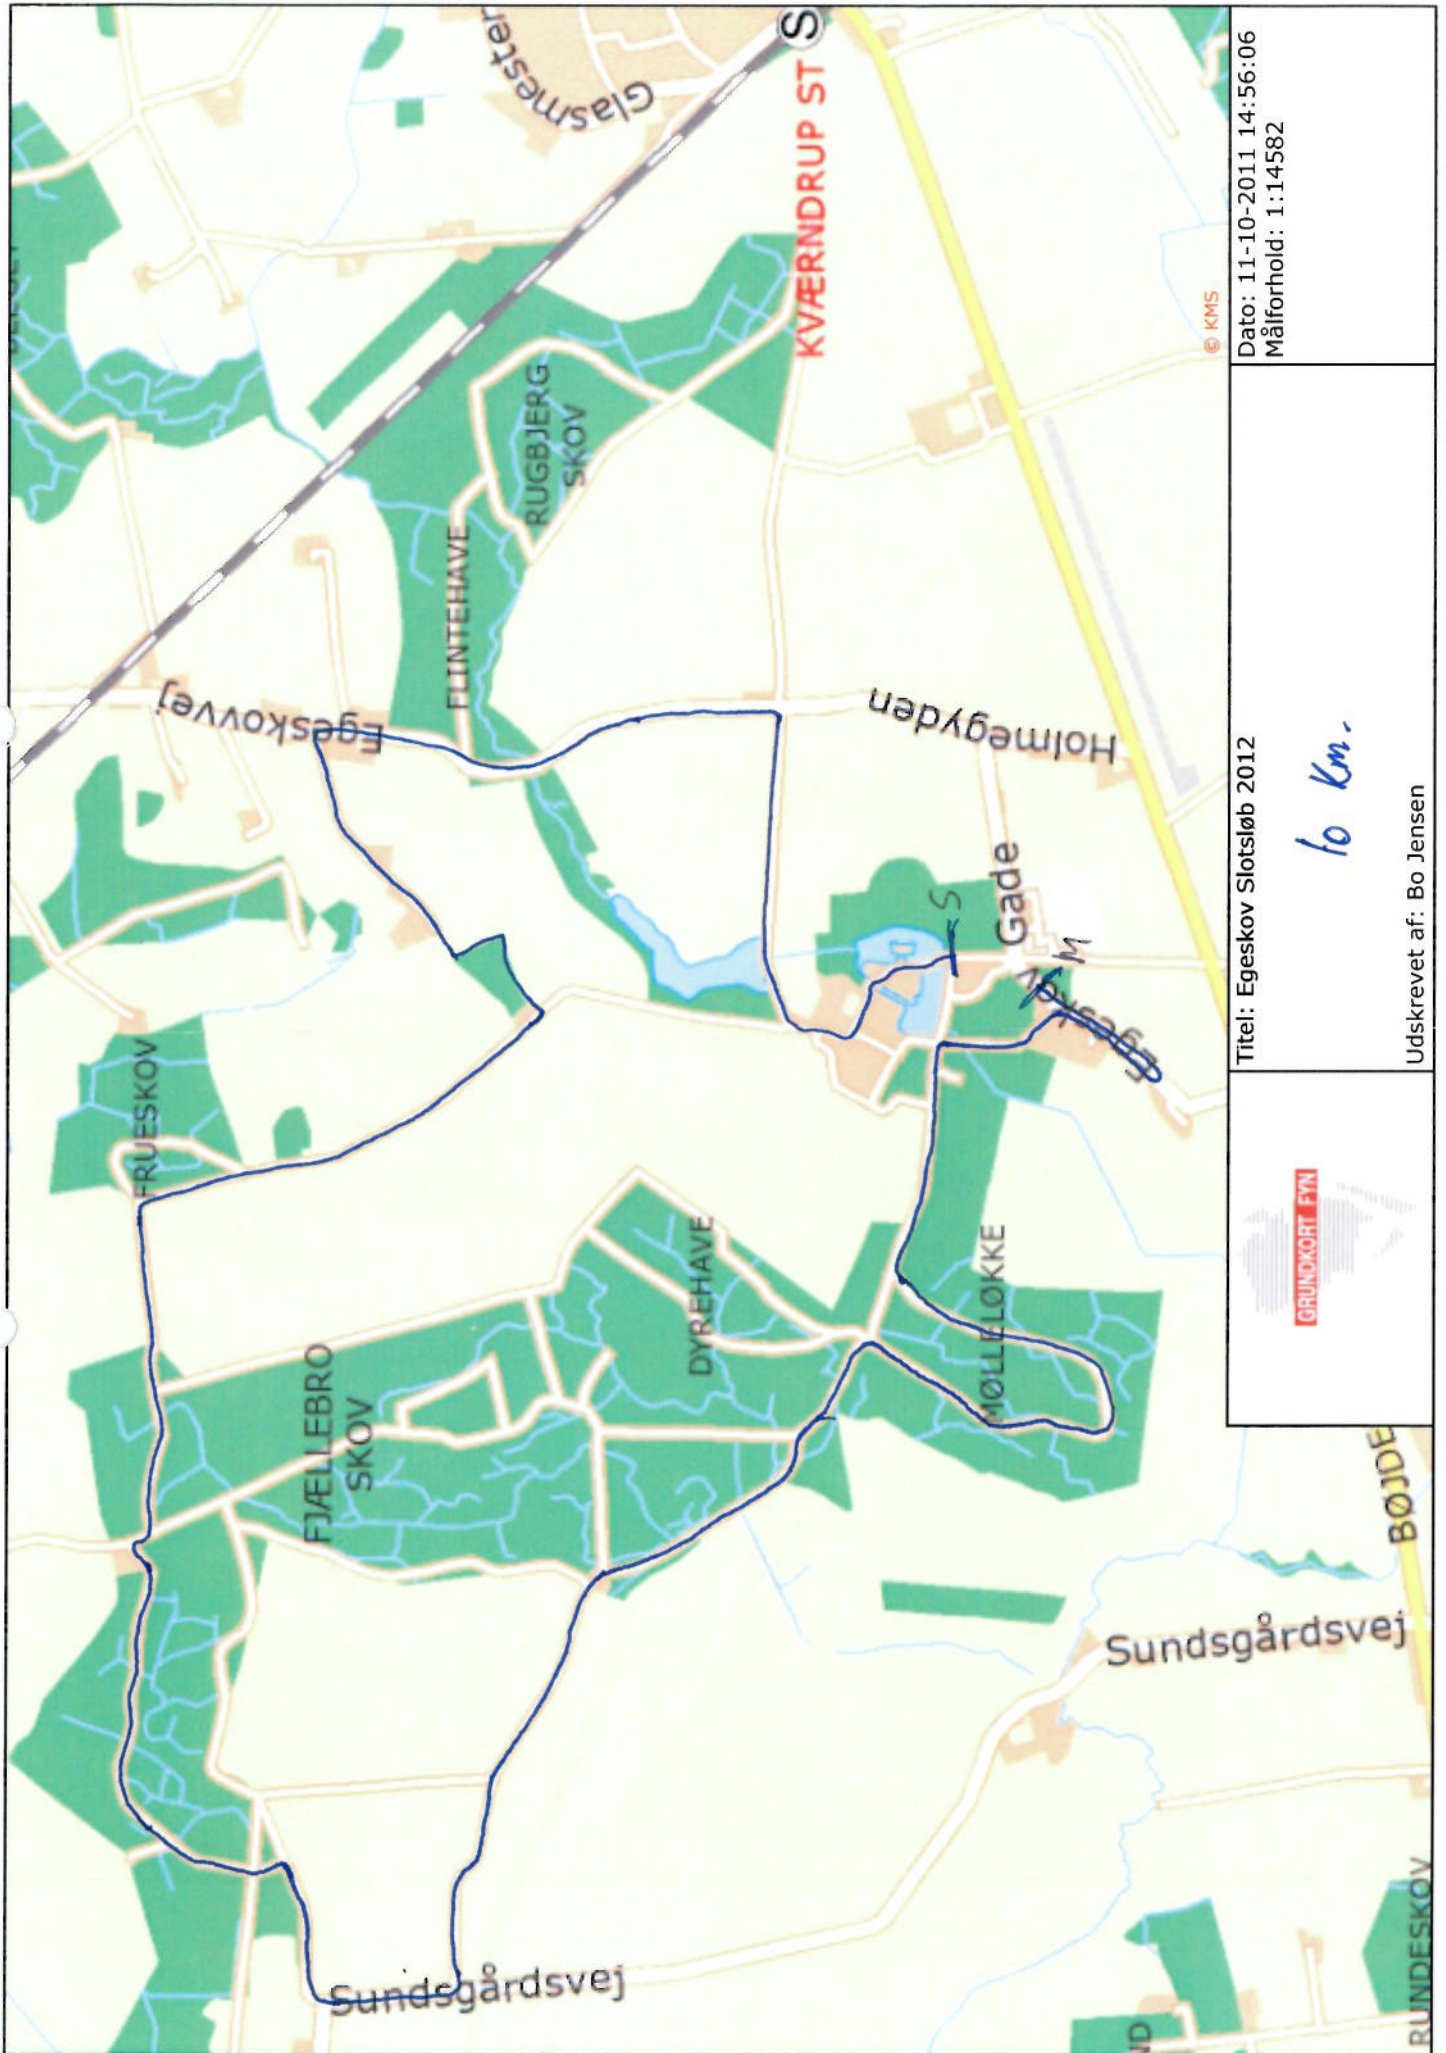 Glasmester
S
KVÆRNDRUP ST
RUGBJERG
SKOV
FLINTEHAVE
Egeskovvej
Holmegyden
FRUESKOV
S
Egeskov Gade
M
DYREHAVE
MØLLELØKKE
FJÆLLEBRO
SKOV
Sundsgårdsvej
Sundsgårdsvej
BØJDE
RUNDESKOV
ND
© KMS
GRUNDKORT FYN
Titel: Egeskov Slotsløb 2012
10 Km.
Udskrevet af: Bo Jensen
Dato: 11-10-2011 14:56:06
Målforhold: 1:14582